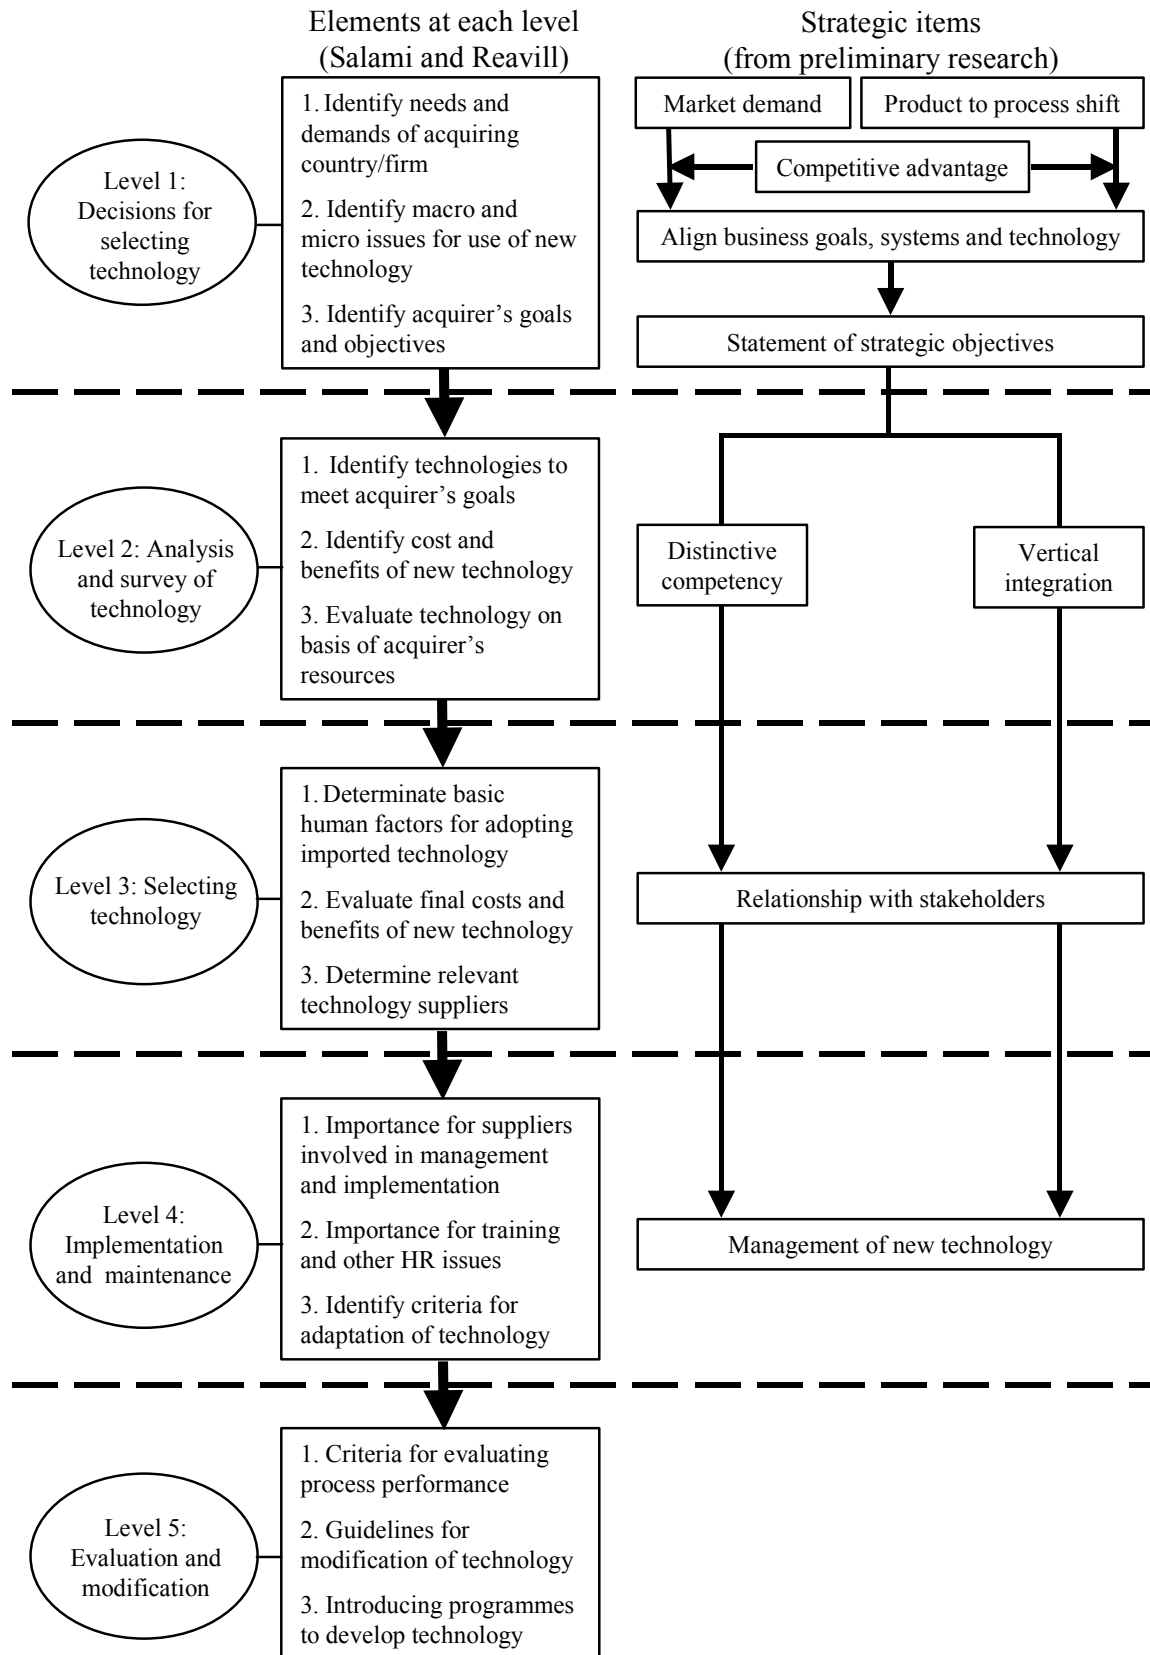 Elements at each level
(Salami and Reavill)
Strategic items
(from preliminary research)
Level 1:
Decisions for
selecting
technology
1. Identify needs and
demands of acquiring
country/firm
2. Identify macro and
micro issues for use of new
technology
3. Identify acquirer's goals
and objectives
Market demand
Product to process shift
Competitive advantage
Align business goals, systems and technology
Statement of strategic objectives
Level 2: Analysis
and survey of
technology
1. Identify technologies to
meet acquirer's goals
2. Identify cost and
benefits of new technology
3. Evaluate technology on
basis of acquirer's
resources
Distinctive
competency
Vertical
integration
Level 3: Selecting
technology
1. Determinate basic
human factors for adopting
imported technology
2. Evaluate final costs and
benefits of new technology
3. Determine relevant
technology suppliers
Relationship with stakeholders
Level 4:
Implementation
and maintenance
1. Importance for suppliers
involved in management
and implementation
2. Importance for training
and other HR issues
3. Identify criteria for
adaptation of technology
Management of new technology
Level 5:
Evaluation and
modification
1. Criteria for evaluating
process performance
2. Guidelines for
modification of technology
3. Introducing programmes
to develop technology